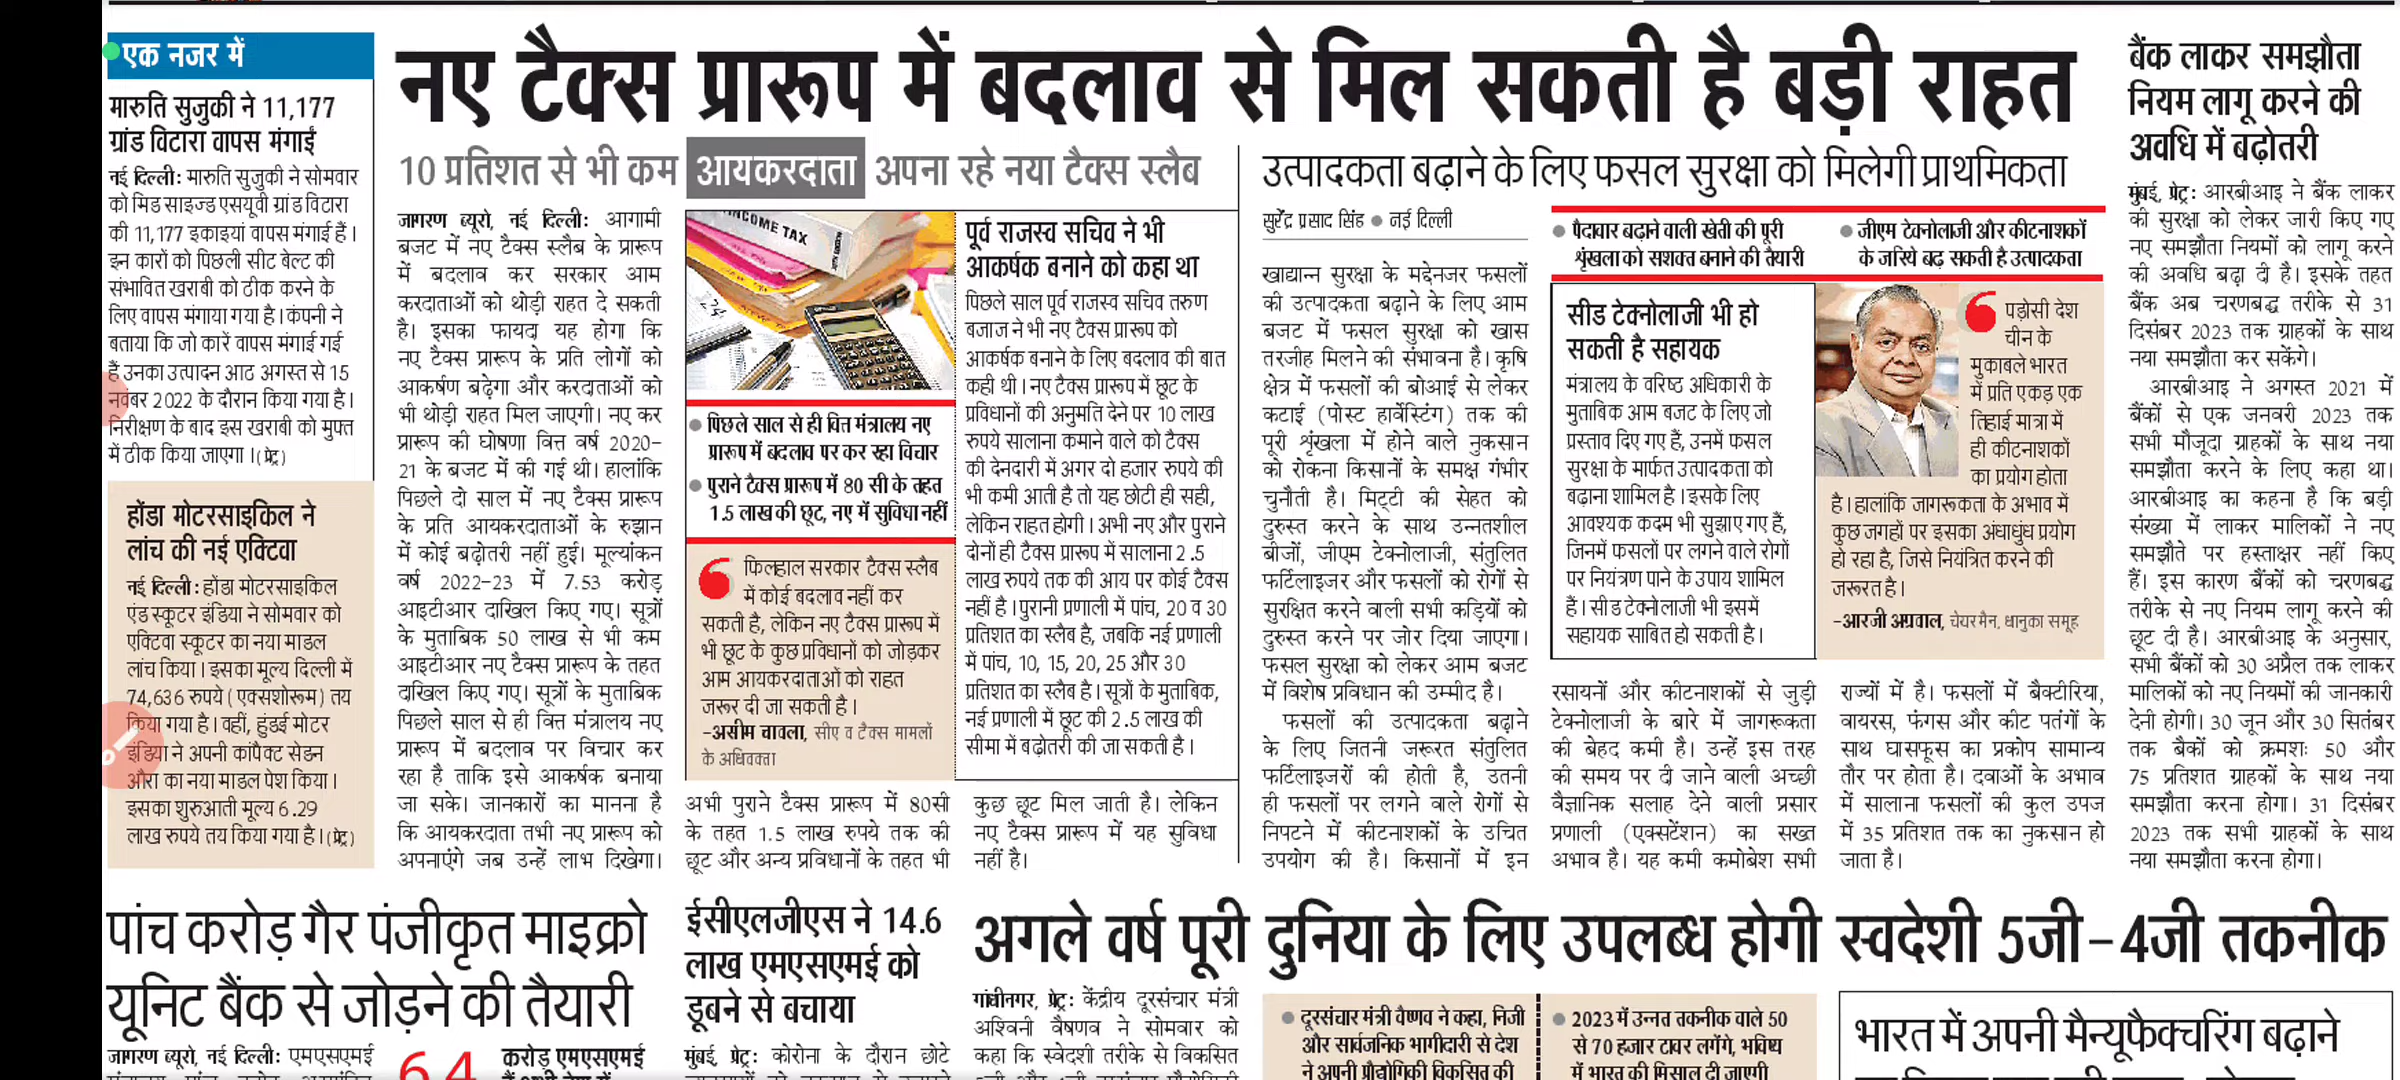 एक नजर में
मारुति सुजुकी ने 11,177
ग्रांड विटारा वापस मंगाईं
नई दिल्ली: मारुति सुजुकी ने सोमवार
को मिड साइज्ड एसयूवी ग्रांड विटारा
की 11,177 इकाइयां वापस मंगाई हैं।
इन कारों को पिछली सीट बेल्ट की
संभावित खराबी को ठीक करने के
लिए वापस मंगाया गया है। कंपनी ने
बताया कि जो कारें वापस मंगाई गई
हैं उनका उत्पादन आठ अगस्त से 15
नवंबर 2022 के दौरान किया गया है।
निरीक्षण के बाद इस खराबी को मुफ्त
में ठीक किया जाएगा।(प्रेट्र)
होंडा मोटरसाइकिल ने
लांच की नई एक्टिवा
नई दिल्ली: होंडा मोटरसाइकिल
एंड स्कूटर इंडिया ने सोमवार को
एक्टिवा स्कूटर का नया माडल
लांच किया। इसका मूल्य दिल्ली में
74,636 रुपये (एक्सशोरूम) तय
किया गया है। वहीं, हुंडई मोटर
इंडिया ने अपनी कांपैक्ट सेडन
औरा का नया माडल पेश किया।
इसका शुरुआती मूल्य 6.29
लाख रुपये तय किया गया है।(प्रेट्र)
नए टैक्स प्रारूप में बदलाव से मिल सकती है बड़ी राहत
10 प्रतिशत से भी कम आयकरदाता अपना रहे नया टैक्स स्लैब
जागरण ब्यूरो, नई दिल्ली: आगामी
बजट में नए टैक्स स्लैब के प्रारूप
में बदलाव कर सरकार आम
करदाताओं को थोड़ी राहत दे सकती
है। इसका फायदा यह होगा कि
नए टैक्स प्रारूप के प्रति लोगों को
आकर्षण बढ़ेगा और करदाताओं को
भी थोड़ी राहत मिल जाएगी। नए कर
प्रारूप की घोषणा वित्त वर्ष 2020-
21 के बजट में की गई थी। हालांकि
पिछले दो साल में नए टैक्स प्रारूप
के प्रति आयकरदाताओं के रुझान
में कोई बढ़ोतरी नहीं हुई। मूल्यांकन
वर्ष 2022-23 में 7.53 करोड़
आइटीआर दाखिल किए गए। सूत्रों
के मुताबिक 50 लाख से भी कम
आइटीआर नए टैक्स प्रारूप के तहत
दाखिल किए गए। सूत्रों के मुताबिक
पिछले साल से ही वित्त मंत्रालय नए
प्रारूप में बदलाव पर विचार कर
रहा है ताकि इसे आकर्षक बनाया
जा सके। जानकारों का मानना है
कि आयकरदाता तभी नए प्रारूप को
अपनाएंगे जब उन्हें लाभ दिखेगा।
INCOME TAX
● पिछले साल से ही वित्त मंत्रालय नए
प्रारूप में बदलाव पर कर रहा विचार
● पुराने टैक्स प्रारूप में 80 सी के तहत
1.5 लाख की छूट, नए में सुविधा नहीं
फिलहाल सरकार टैक्स स्लैब
में कोई बदलाव नहीं कर
सकती है, लेकिन नए टैक्स प्रारूप में
भी छूट के कुछ प्रविधानों को जोड़कर
आम आयकरदाताओं को राहत
जरूर दी जा सकती है।
-असीम चावला, सीए व टैक्स मामलों
के अधिवक्ता
अभी पुराने टैक्स प्रारूप में 80सी
के तहत 1.5 लाख रुपये तक की
छूट और अन्य प्रविधानों के तहत भी
पूर्व राजस्व सचिव ने भी
आकर्षक बनाने को कहा था
पिछले साल पूर्व राजस्व सचिव तरुण
बजाज ने भी नए टैक्स प्रारूप को
आकर्षक बनाने के लिए बदलाव की बात
कही थी। नए टैक्स प्रारूप में छूट के
प्रविधानों की अनुमति देने पर 10 लाख
रुपये सालाना कमाने वाले को टैक्स
की देनदारी में अगर दो हजार रुपये की
भी कमी आती है तो यह छोटी ही सही,
लेकिन राहत होगी। अभी नए और पुराने
दोनों ही टैक्स प्रारूप में सालाना 2.5
लाख रुपये तक की आय पर कोई टैक्स
नहीं है। पुरानी प्रणाली में पांच, 20 व 30
प्रतिशत का स्लैब है, जबकि नई प्रणाली
में पांच, 10, 15, 20, 25 और 30
प्रतिशत का स्लैब है। सूत्रों के मुताबिक,
नई प्रणाली में छूट की 2.5 लाख की
सीमा में बढ़ोतरी की जा सकती है।
कुछ छूट मिल जाती है। लेकिन
नए टैक्स प्रारूप में यह सुविधा
नहीं है।
उत्पादकता बढ़ाने के लिए फसल सुरक्षा को मिलेगी प्राथमिकता
सुरेंद्र प्रसाद सिंह ● नई दिल्ली
खाद्यान्न सुरक्षा के मद्देनजर फसलों
की उत्पादकता बढ़ाने के लिए आम
बजट में फसल सुरक्षा को खास
तरजीह मिलने की संभावना है। कृषि
क्षेत्र में फसलों की बोआई से लेकर
कटाई (पोस्ट हार्वेस्टिंग) तक की
पूरी श्रृंखला में होने वाले नुकसान
को रोकना किसानों के समक्ष गंभीर
चुनौती है। मिट्टी की सेहत को
दुरुस्त करने के साथ उन्नतशील
बीजों, जीएम टेक्नोलाजी, संतुलित
फर्टिलाइजर और फसलों को रोगों से
सुरक्षित करने वाली सभी कड़ियों को
दुरुस्त करने पर जोर दिया जाएगा।
फसल सुरक्षा को लेकर आम बजट
में विशेष प्रविधान की उम्मीद है।
फसलों की उत्पादकता बढ़ाने
के लिए जितनी जरूरत संतुलित
फर्टिलाइजरों की होती है, उतनी
ही फसलों पर लगने वाले रोगों से
निपटने में कीटनाशकों के उचित
उपयोग की है। किसानों में इन
● पैदावार बढ़ाने वाली खेती की पूरी
श्रृंखला को सशक्त बनाने की तैयारी
● जीएम टेक्नोलाजी और कीटनाशकों
के जरिये बढ़ सकती है उत्पादकता
सीड टेक्नोलाजी भी हो
सकती है सहायक
मंत्रालय के वरिष्ठ अधिकारी के
मुताबिक आम बजट के लिए जो
प्रस्ताव दिए गए हैं, उनमें फसल
सुरक्षा के मार्फत उत्पादकता को
बढ़ाना शामिल है। इसके लिए
आवश्यक कदम भी सुझाए गए हैं,
जिनमें फसलों पर लगने वाले रोगों
पर नियंत्रण पाने के उपाय शामिल
हैं। सीड टेक्नोलाजी भी इसमें
सहायक साबित हो सकती है।
पड़ोसी देश
चीन के
मुकाबले भारत
में प्रति एकड़ एक
तिहाई मात्रा में
ही कीटनाशकों
का प्रयोग होता
है। हालांकि जागरूकता के अभाव में
कुछ जगहों पर इसका अंधाधुंध प्रयोग
हो रहा है, जिसे नियंत्रित करने की
जरूरत है।
-आरजी अग्रवाल, चेयरमैन, धानुका समूह
रसायनों और कीटनाशकों से जुड़ी
टेक्नोलाजी के बारे में जागरूकता
की बेहद कमी है। उन्हें इस तरह
की समय पर दी जाने वाली अच्छी
वैज्ञानिक सलाह देने वाली प्रसार
प्रणाली (एक्सटेंशन) का सख्त
अभाव है। यह कमी कमोबेश सभी
राज्यों में है। फसलों में बैक्टीरिया,
वायरस, फंगस और कीट पतंगों के
साथ घासफूस का प्रकोप सामान्य
तौर पर होता है। दवाओं के अभाव
में सालाना फसलों की कुल उपज
में 35 प्रतिशत तक का नुकसान हो
जाता है।
बैंक लाकर समझौता
नियम लागू करने की
अवधि में बढ़ोतरी
मुंबई, प्रेट्र: आरबीआइ ने बैंक लाकर
की सुरक्षा को लेकर जारी किए गए
नए समझौता नियमों को लागू करने
की अवधि बढ़ा दी है। इसके तहत
बैंक अब चरणबद्ध तरीके से 31
दिसंबर 2023 तक ग्राहकों के साथ
नया समझौता कर सकेंगे।
आरबीआइ ने अगस्त 2021 में
बैंकों से एक जनवरी 2023 तक
सभी मौजूदा ग्राहकों के साथ नया
समझौता करने के लिए कहा था।
आरबीआइ का कहना है कि बड़ी
संख्या में लाकर मालिकों ने नए
समझौते पर हस्ताक्षर नहीं किए
हैं। इस कारण बैंकों को चरणबद्ध
तरीके से नए नियम लागू करने की
छूट दी है। आरबीआइ के अनुसार,
सभी बैंकों को 30 अप्रैल तक लाकर
मालिकों को नए नियमों की जानकारी
देनी होगी। 30 जून और 30 सितंबर
तक बैकों को क्रमशः 50 और
75 प्रतिशत ग्राहकों के साथ नया
समझौता करना होगा। 31 दिसंबर
2023 तक सभी ग्राहकों के साथ
नया समझौता करना होगा।
पांच करोड़ गैर पंजीकृत माइक्रो
यूनिट बैंक से जोड़ने की तैयारी
जागरण ब्यूरो, नई दिल्ली: एमएसएमई
6.4
करोड़ एमएसएमई
ईसीएलजीएस ने 14.6
लाख एमएसएमई को
डूबने से बचाया
मुंबई, प्रेट्र: कोरोना के दौरान छोटे
अगले वर्ष पूरी दुनिया के लिए उपलब्ध होगी स्वदेशी 5जी-4जी तकनीक
गांधीनगर, प्रेट्र: केंद्रीय दूरसंचार मंत्री
अश्विनी वैष्णव ने सोमवार को
कहा कि स्वदेशी तरीके से विकसित
● दूरसंचार मंत्री वैष्णव ने कहा, निजी
और सार्वजनिक भागीदारी से देश
ने अपनी प्रौद्योगिकी विकसित की
● 2023 में उन्नत तकनीक वाले 50
से 70 हजार टावर लगेंगे, भविष्य
में भारत की मिसाल दी जाएगी
भारत में अपनी मैन्यूफैक्चरिंग बढ़ाने